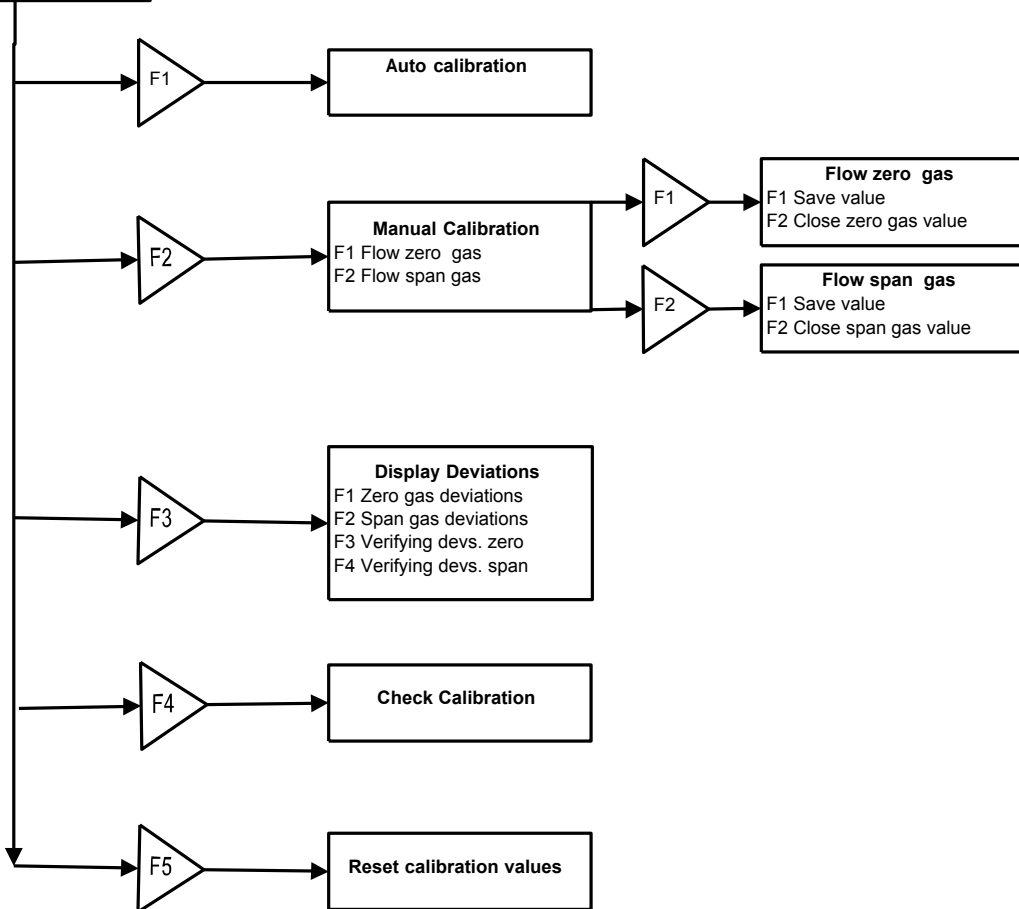 F1
Auto calibration
F2
Manual Calibration
F1 Flow zero gas
F2 Flow span gas
F1
Flow zero gas
F1 Save value
F2 Close zero gas value
F2
Flow span gas
F1 Save value
F2 Close span gas value
F3
Display Deviations
F1 Zero gas deviations
F2 Span gas deviations
F3 Verifying devs. zero
F4 Verifying devs. span
F4
Check Calibration
F5
Reset calibration values